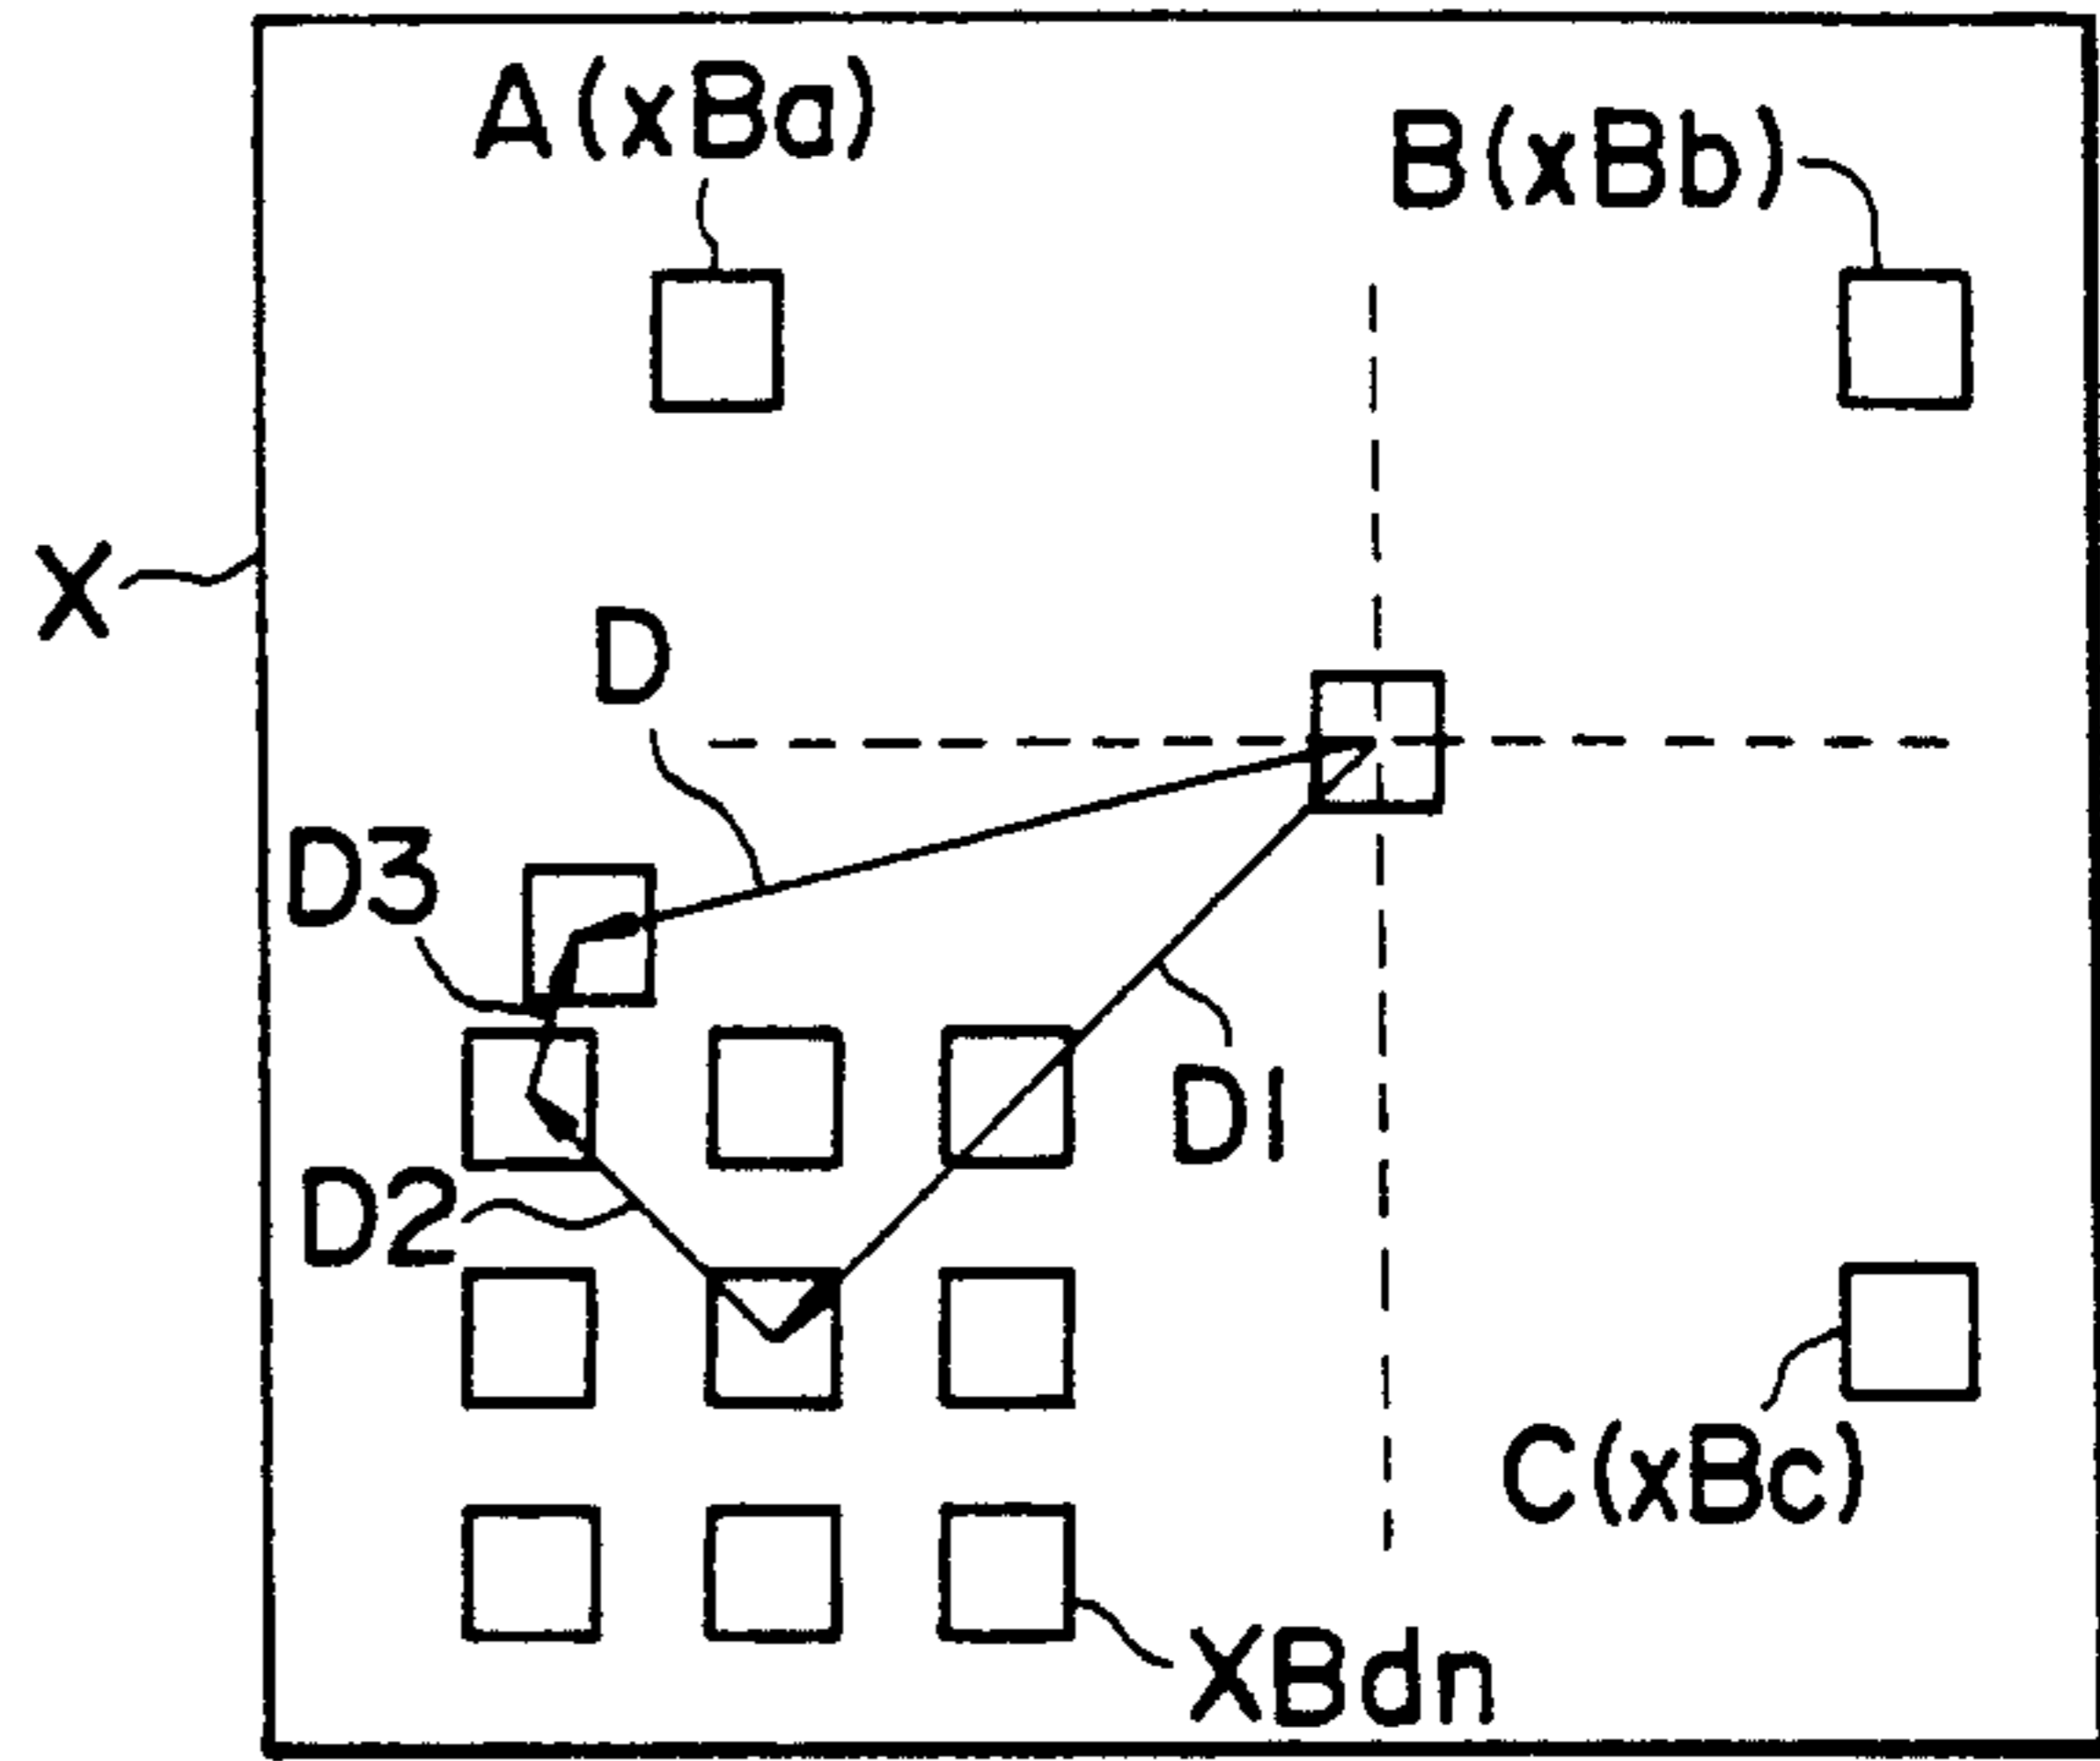 A(xBa)
B(xBb)
X
D
D3
D1
D2
C(xBc)
XBdn